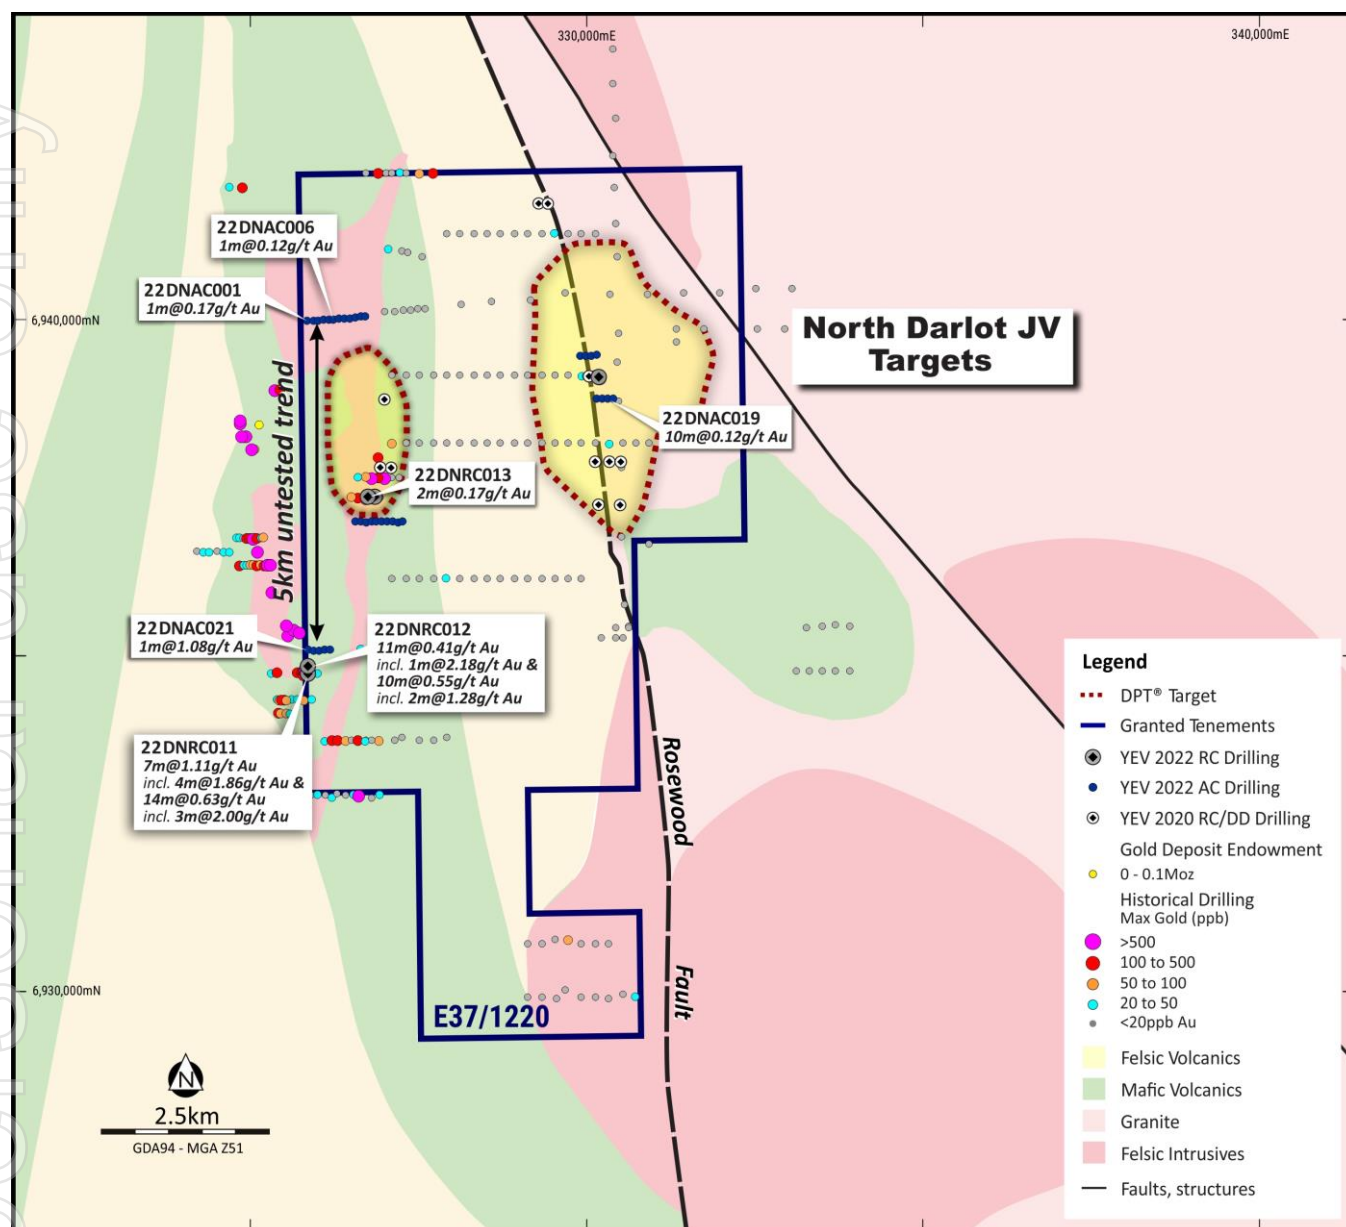 330,000mE
340,000mE
22DNAC006
1m@0.12g/t Au
22DNAC001
1m@0.17g/t Au
6,940,000mN
North Darlot JV
Targets
5km untested trend
22DNAC019
10m@0.12g/t Au
22DNRC013
2m@0.17g/t Au
22DNAC021
1m@1.08g/t Au
22DNRC012
11m@0.41g/t Au
incl. 1m@2.18g/t Au &
10m@0.55g/t Au
incl. 2m@1.28g/t Au
22DNRC011
7m@1.11g/t Au
incl. 4m@1.86g/t Au &
14m@0.63g/t Au
incl. 3m@2.00g/t Au
Rosewood
Fault
6,930,000mN
E37/1220
N
2.5km
GDA94 - MGA Z51
Legend
DPT® Target
Granted Tenements
YEV 2022 RC Drilling
YEV 2022 AC Drilling
YEV 2020 RC/DD Drilling
Gold Deposit Endowment
0 - 0.1Moz
Historical Drilling
Max Gold (ppb)
>500
100 to 500
50 to 100
20 to 50
<20ppb Au
Felsic Volcanics
Mafic Volcanics
Granite
Felsic Intrusives
Faults, structures